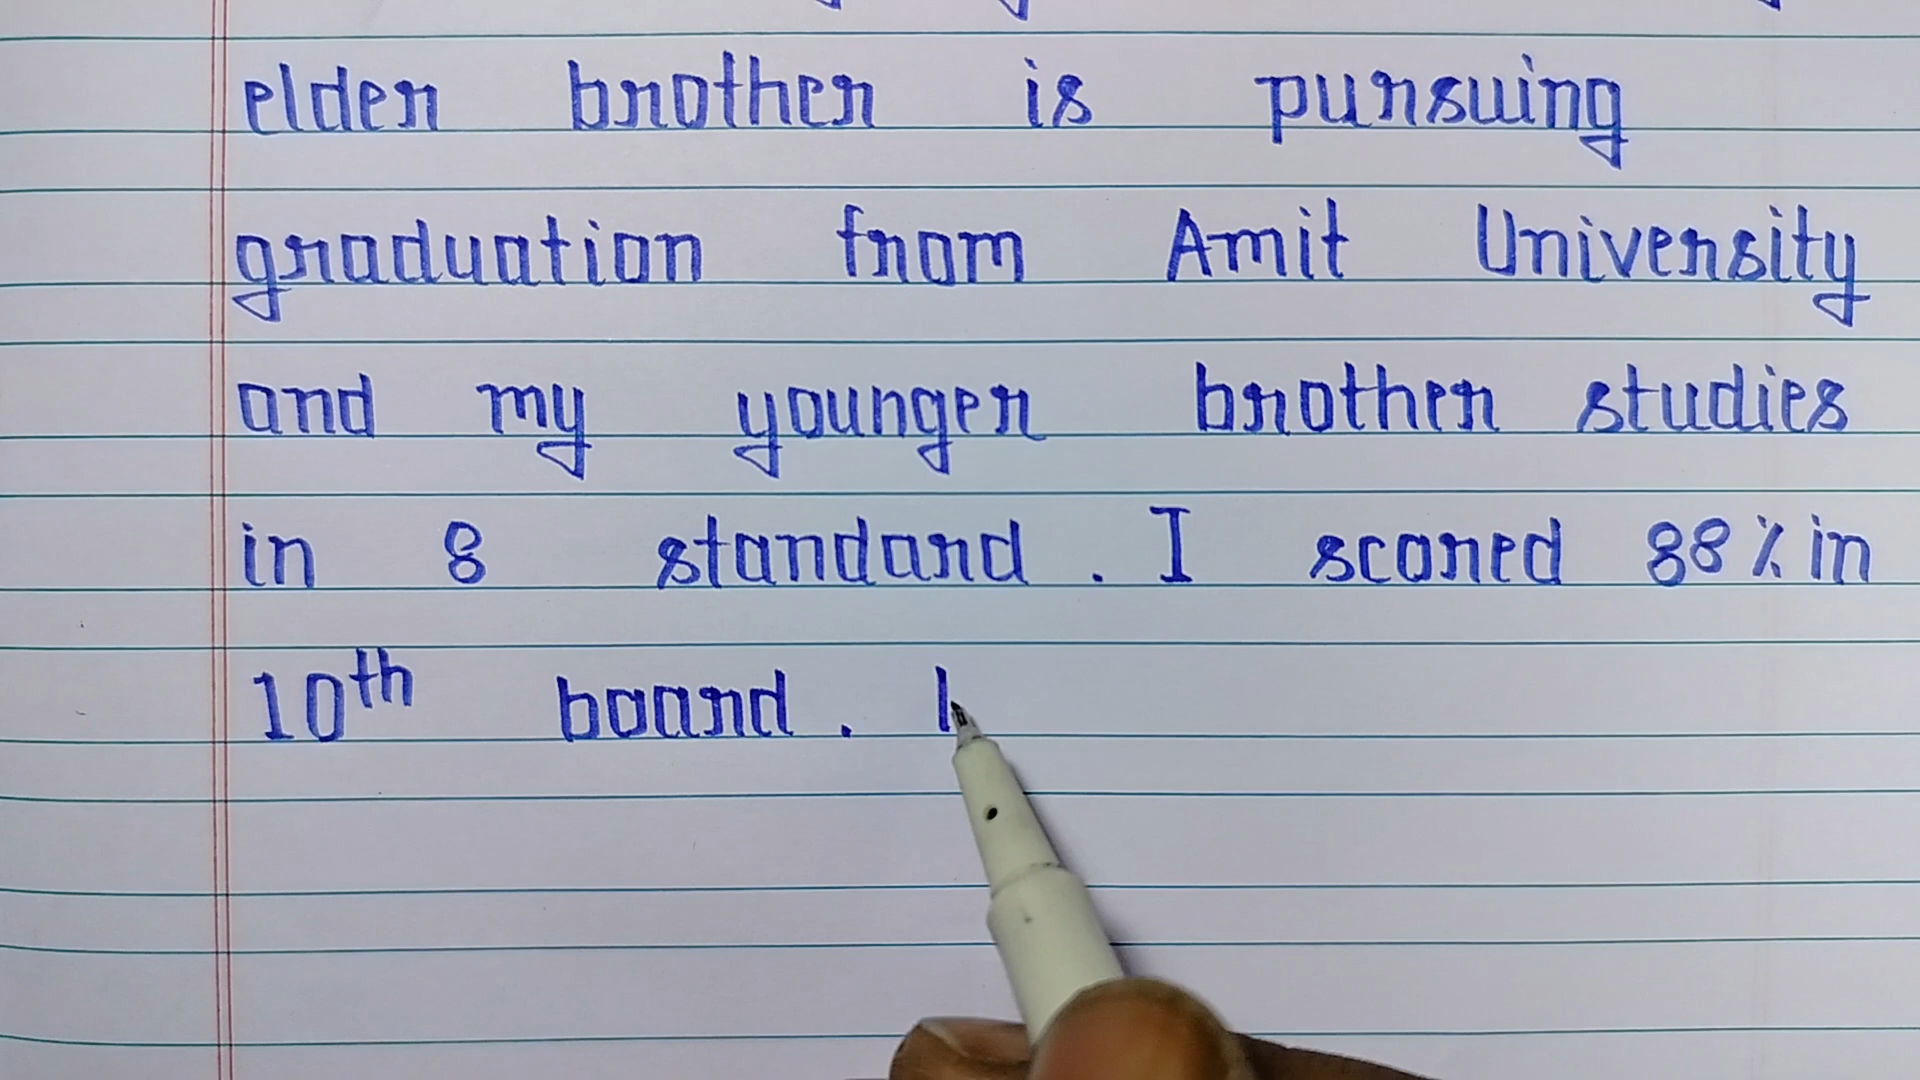 elder brother is pursuing
graduation from Amit University
and my younger brother studies
in 8 standard. I scored 88% in
10th board.